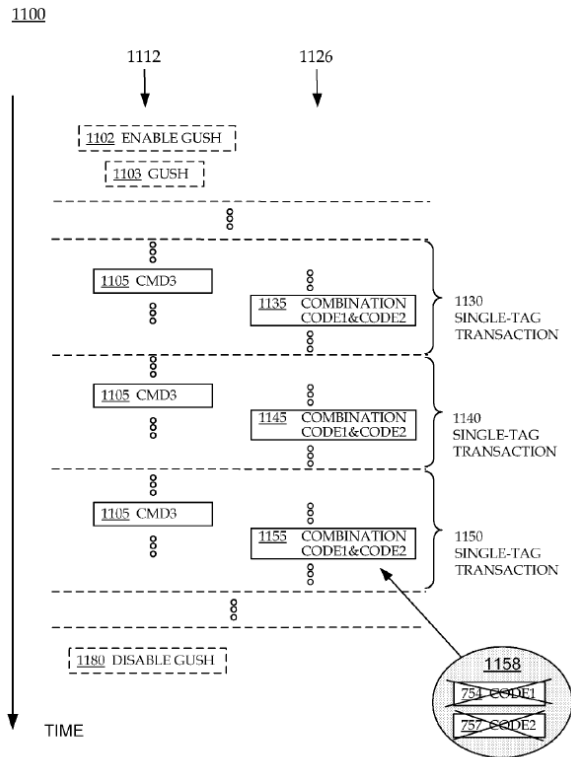 1100
1112 1126
1102 ENABLE GUSH
1103 GUSH
1105 CMD3
1135 COMBINATION
CODE1&CODE2
1130
SINGLE-TAG
TRANSACTION
1105 CMD3
1145 COMBINATION
CODE1&CODE2
1140
SINGLE-TAG
TRANSACTION
1105 CMD3
1155 COMBINATION
CODE1&CODE2
1150
SINGLE-TAG
TRANSACTION
1180 DISABLE GUSH
1158
754 CODE1
757 CODE2
TIME